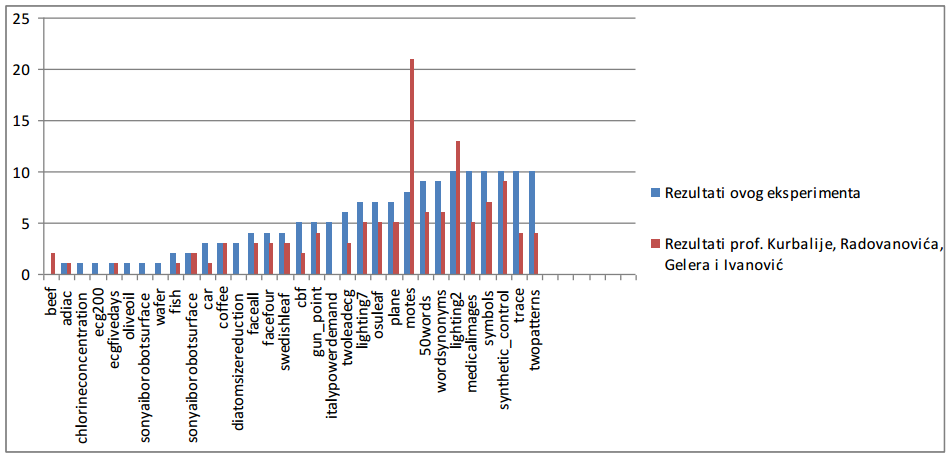 25
20
15
10
5
0
beef
adiac
chlorineconcentration
ecg200
ecgfivedays
oliveoil
sonyaiborobotsurface
wafer
fish
sonyaiborobotsurface
car
coffee
diatomsizereduction
faceall
facefour
swedishleaf
cbf
gun_point
italypowerdemand
twoleadecg
lighting7
osuleaf
plane
motes
50words
wordsynonyms
lighting2
medicalimages
symbols
synthetic_control
trace
twopatterns
Rezultati ovog eksperimenta
Rezultati prof. Kurbalije, Radovanovića,
Gelera i Ivanović